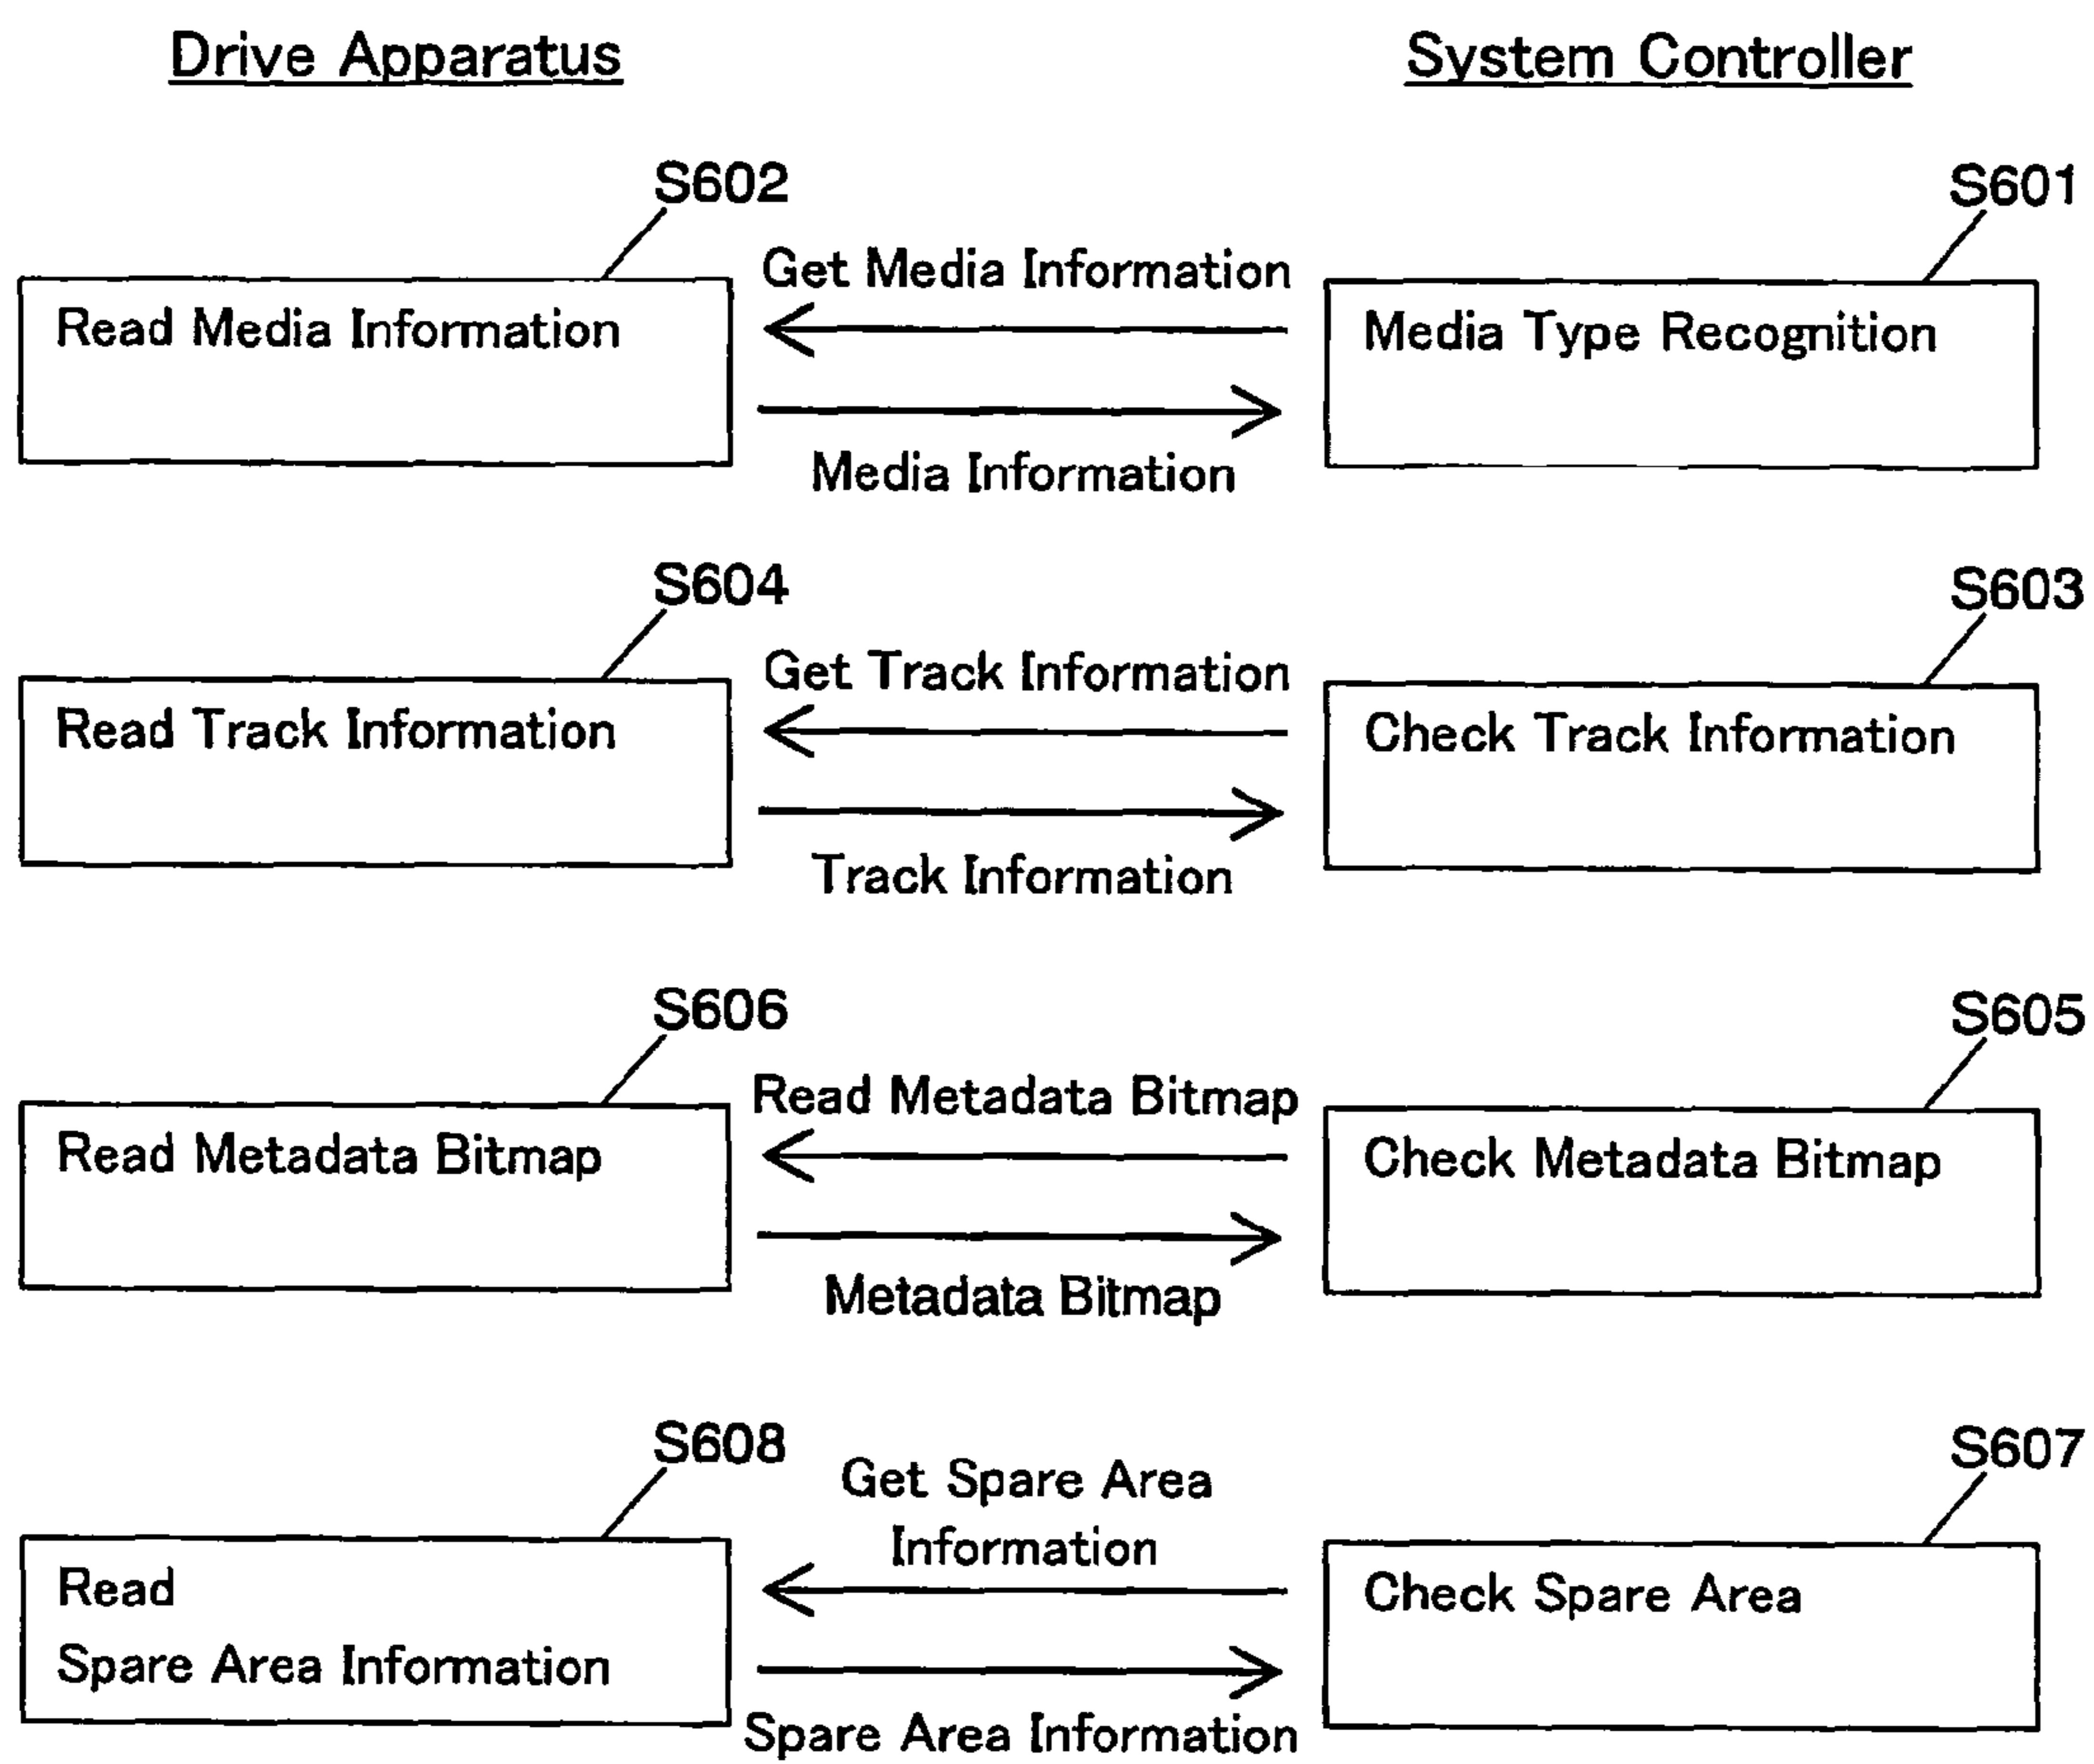 Drive Apparatus
System Controller
S602
S601
Get Media Information
Read Media Information
Media Type Recognition
Media Information
S604
S603
Get Track Information
Read Track Information
Check Track Information
Track Information
S606
S605
Read Metadata Bitmap
Read Metadata Bitmap
Check Metadata Bitmap
Metadata Bitmap
S608
S607
Get Spare Area
Information
Read
Spare Area Information
Check Spare Area
Spare Area Information